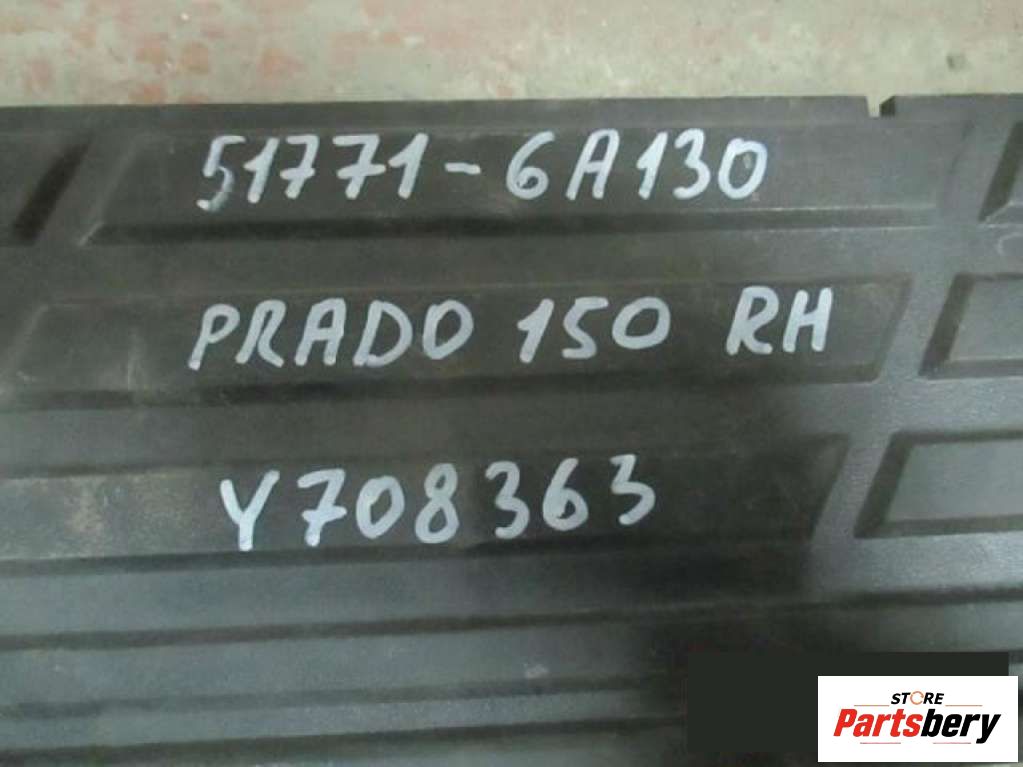 51771-6A130
PRADO 150 RH
Y708363
STORE
Partsbery